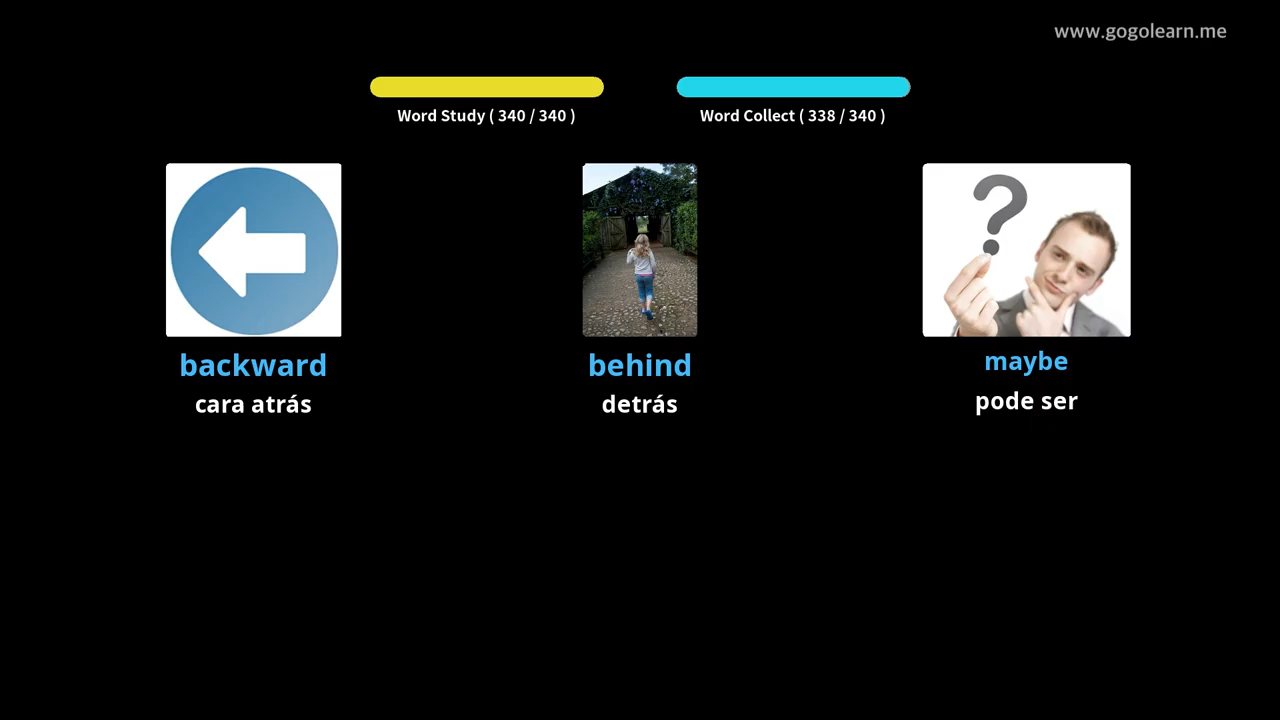 www.gogolearn.me
Word Study ( 340 / 340 )
Word Collect ( 338 / 340 )
backward
cara atrás
behind
detrás
maybe
pode ser